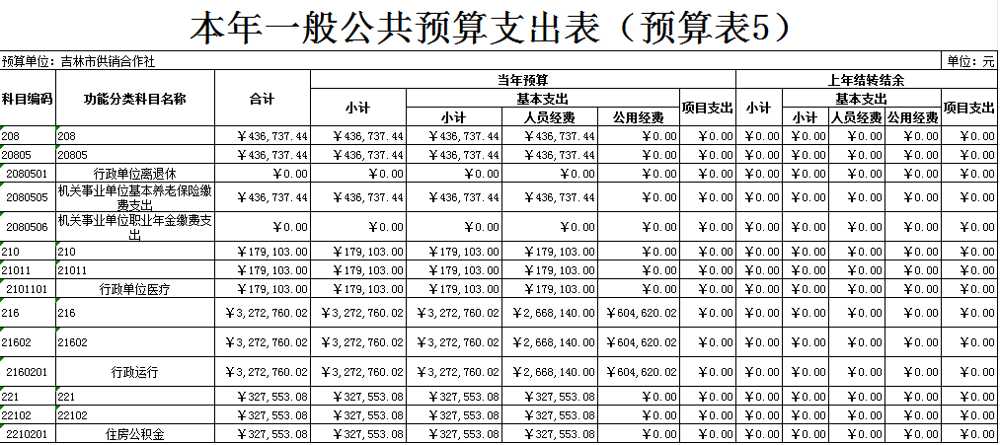 本年一般公共预算支出表（预算表5）
预算单位：吉林市供销合作社 单位：元
科目编码 功能分类科目名称 合计 当年预算 上年结转结余
小计 基本支出 项目支出 小计 基本支出 项目支出
小计 人员经费 公用经费 小计 人员经费 公用经费
208 208 ￥436,737.44 ￥436,737.44 ￥436,737.44 ￥436,737.44 ￥0.00 ￥0.00 ￥0.00 ￥0.00 ￥0.00 ￥0.00 ￥0.00
20805 20805 ￥436,737.44 ￥436,737.44 ￥436,737.44 ￥436,737.44 ￥0.00 ￥0.00 ￥0.00 ￥0.00 ￥0.00 ￥0.00 ￥0.00
2080501 行政单位离退休 ￥0.00 ￥0.00 ￥0.00 ￥0.00 ￥0.00 ￥0.00 ￥0.00 ￥0.00 ￥0.00 ￥0.00 ￥0.00
2080505 机关事业单位基本养老保险缴
费支出 ￥436,737.44 ￥436,737.44 ￥436,737.44 ￥436,737.44 ￥0.00 ￥0.00 ￥0.00 ￥0.00 ￥0.00 ￥0.00 ￥0.00
2080506 机关事业单位职业年金缴费支
出 ￥0.00 ￥0.00 ￥0.00 ￥0.00 ￥0.00 ￥0.00 ￥0.00 ￥0.00 ￥0.00 ￥0.00 ￥0.00
210 210 ￥179,103.00 ￥179,103.00 ￥179,103.00 ￥179,103.00 ￥0.00 ￥0.00 ￥0.00 ￥0.00 ￥0.00 ￥0.00 ￥0.00
21011 21011 ￥179,103.00 ￥179,103.00 ￥179,103.00 ￥179,103.00 ￥0.00 ￥0.00 ￥0.00 ￥0.00 ￥0.00 ￥0.00 ￥0.00
2101101 行政单位医疗 ￥179,103.00 ￥179,103.00 ￥179,103.00 ￥179,103.00 ￥0.00 ￥0.00 ￥0.00 ￥0.00 ￥0.00 ￥0.00 ￥0.00
216 216 ￥3,272,760.02 ￥3,272,760.02 ￥3,272,760.02 ￥2,668,140.00 ￥604,620.02 ￥0.00 ￥0.00 ￥0.00 ￥0.00 ￥0.00 ￥0.00
21602 21602 ￥3,272,760.02 ￥3,272,760.02 ￥3,272,760.02 ￥2,668,140.00 ￥604,620.02 ￥0.00 ￥0.00 ￥0.00 ￥0.00 ￥0.00 ￥0.00
2160201 行政运行 ￥3,272,760.02 ￥3,272,760.02 ￥3,272,760.02 ￥2,668,140.00 ￥604,620.02 ￥0.00 ￥0.00 ￥0.00 ￥0.00 ￥0.00 ￥0.00
221 221 ￥327,553.08 ￥327,553.08 ￥327,553.08 ￥327,553.08 ￥0.00 ￥0.00 ￥0.00 ￥0.00 ￥0.00 ￥0.00 ￥0.00
22102 22102 ￥327,553.08 ￥327,553.08 ￥327,553.08 ￥327,553.08 ￥0.00 ￥0.00 ￥0.00 ￥0.00 ￥0.00 ￥0.00 ￥0.00
2210201 住房公积金 ￥327,553.08 ￥327,553.08 ￥327,553.08 ￥327,553.08 ￥0.00 ￥0.00 ￥0.00 ￥0.00 ￥0.00 ￥0.00 ￥0.00